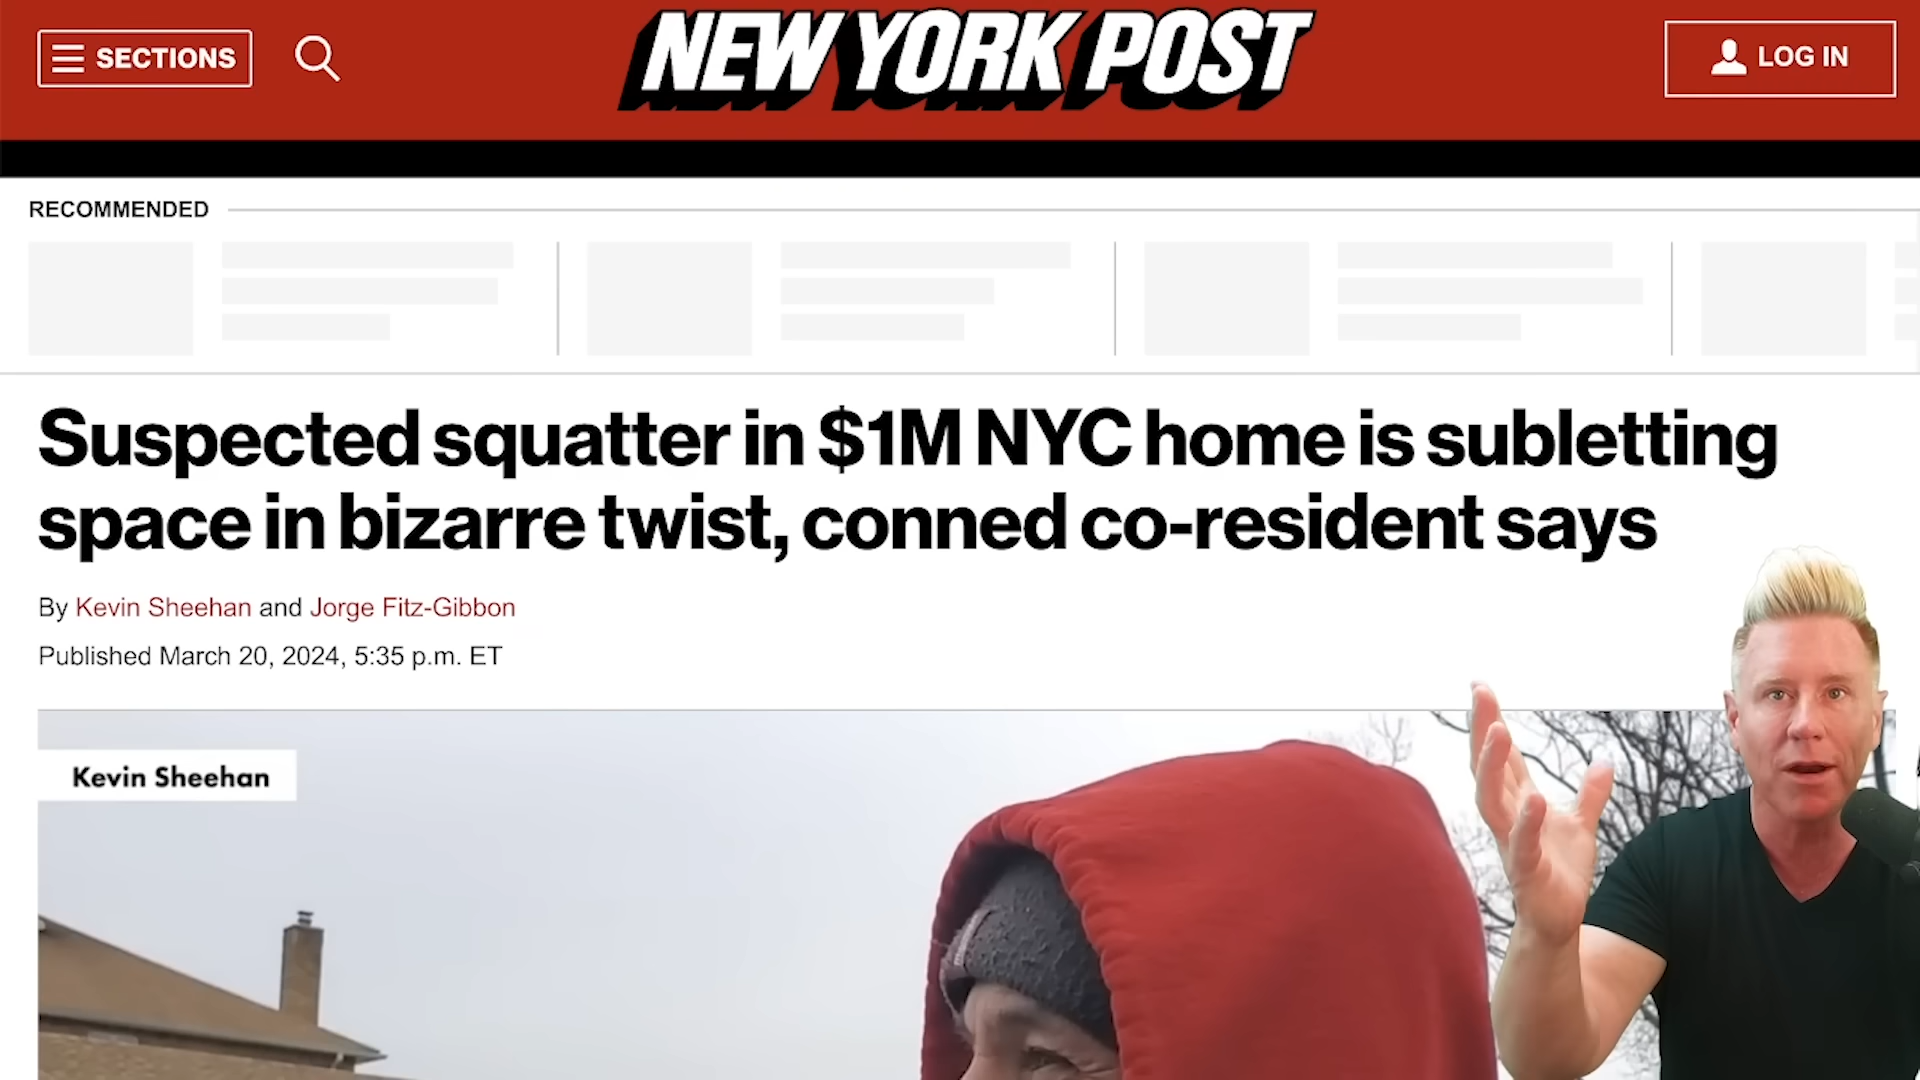 SECTIONS
NEW YORK POST
LOG IN
RECOMMENDED
Suspected squatter in $1M NYC home is subletting
space in bizarre twist, conned co-resident says
By Kevin Sheehan and Jorge Fitz-Gibbon
Published March 20, 2024, 5:35 p.m. ET
Kevin Sheehan